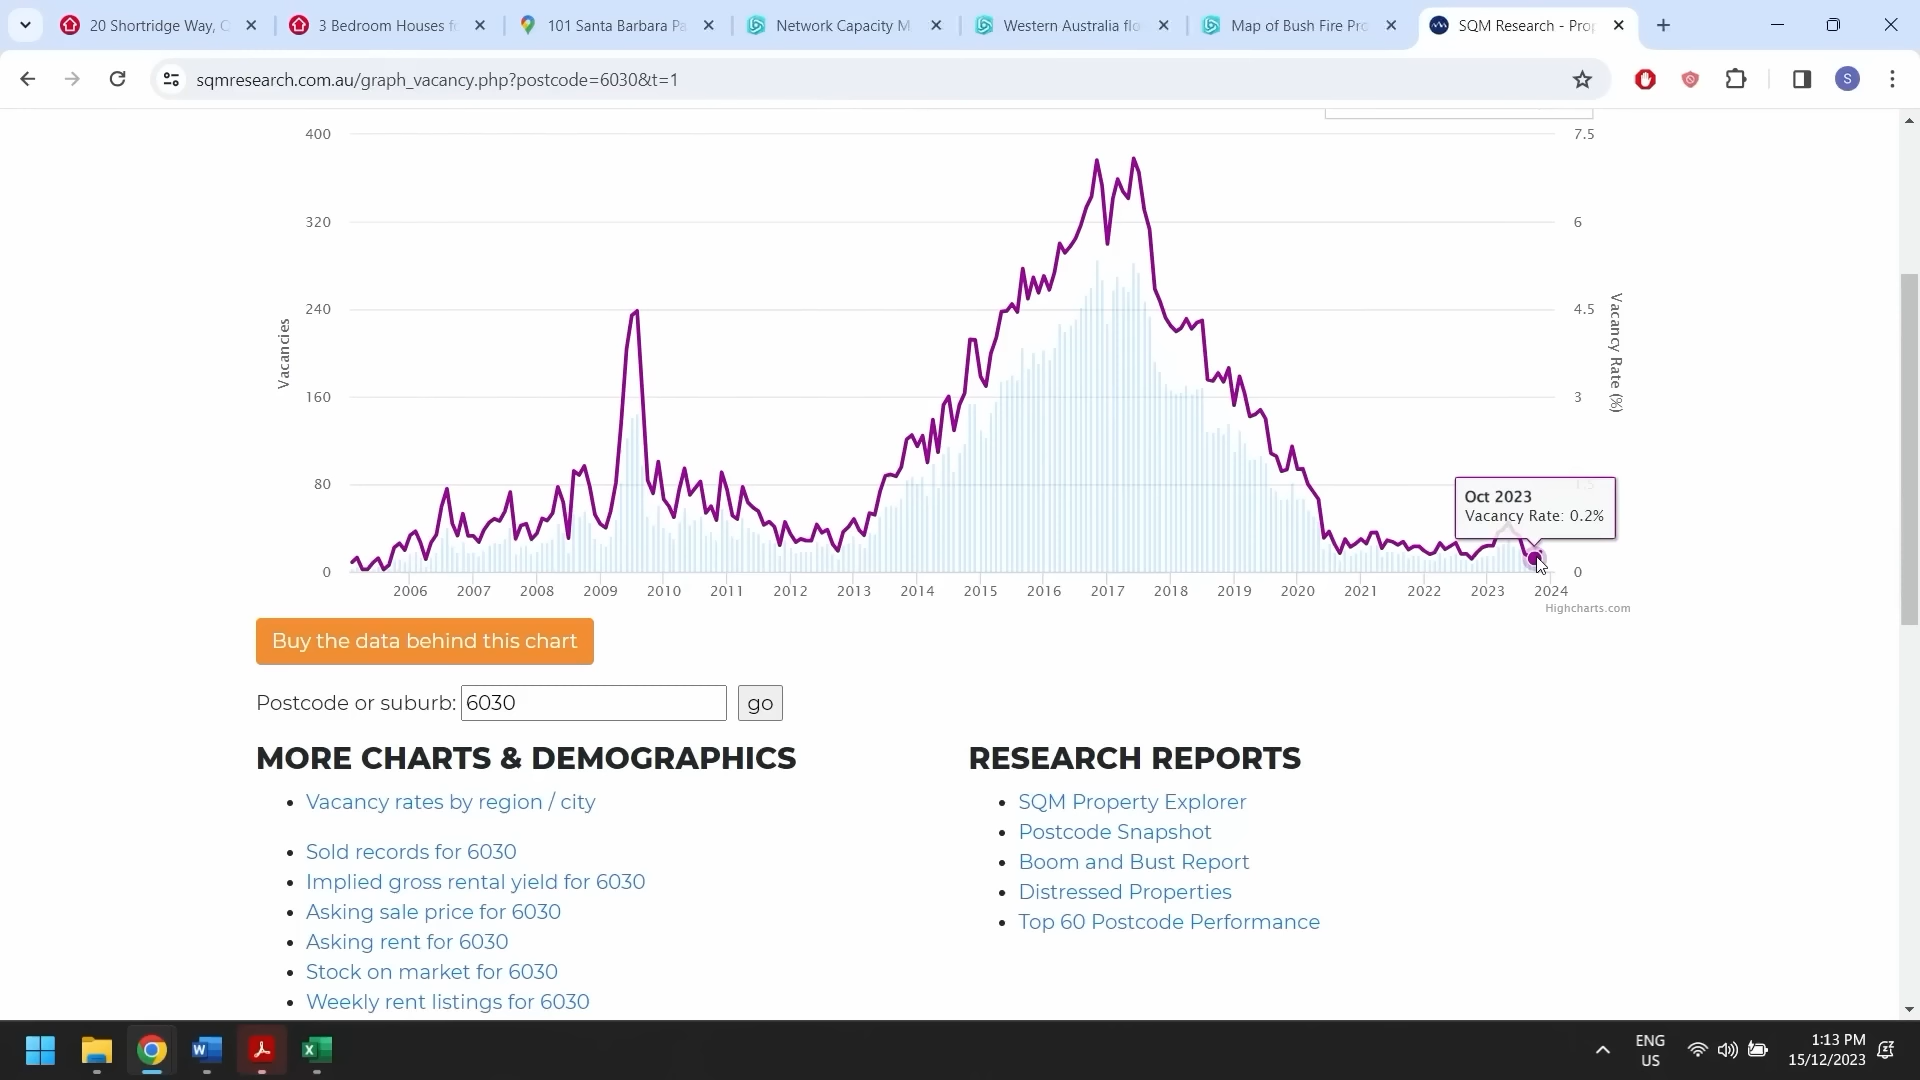 20 Shortridge Way, C
3 Bedroom Houses f
101 Santa Barbara Pa
Network Capacity M
Western Australia flo
Map of Bush Fire Pro
SQM Research - Prop
sqmresearch.com.au/graph_vacancy.php?postcode=6030&t=1
S
400
320
240
160
80
0
Vacancies
7.5
6
4.5
3
1.5
0
Vacancy Rate (%)
Oct 2023
Vacancy Rate: 0.2%
2006 2007 2008 2009 2010 2011 2012 2013 2014 2015 2016 2017 2018 2019 2020 2021 2022 2023 2024
Highcharts.com
Buy the data behind this chart
Postcode or suburb: 6030 go
MORE CHARTS & DEMOGRAPHICS
Vacancy rates by region / city
Sold records for 6030
Implied gross rental yield for 6030
Asking sale price for 6030
Asking rent for 6030
Stock on market for 6030
Weekly rent listings for 6030
RESEARCH REPORTS
SQM Property Explorer
Postcode Snapshot
Boom and Bust Report
Distressed Properties
Top 60 Postcode Performance
ENG
US
1:13 PM
15/12/2023